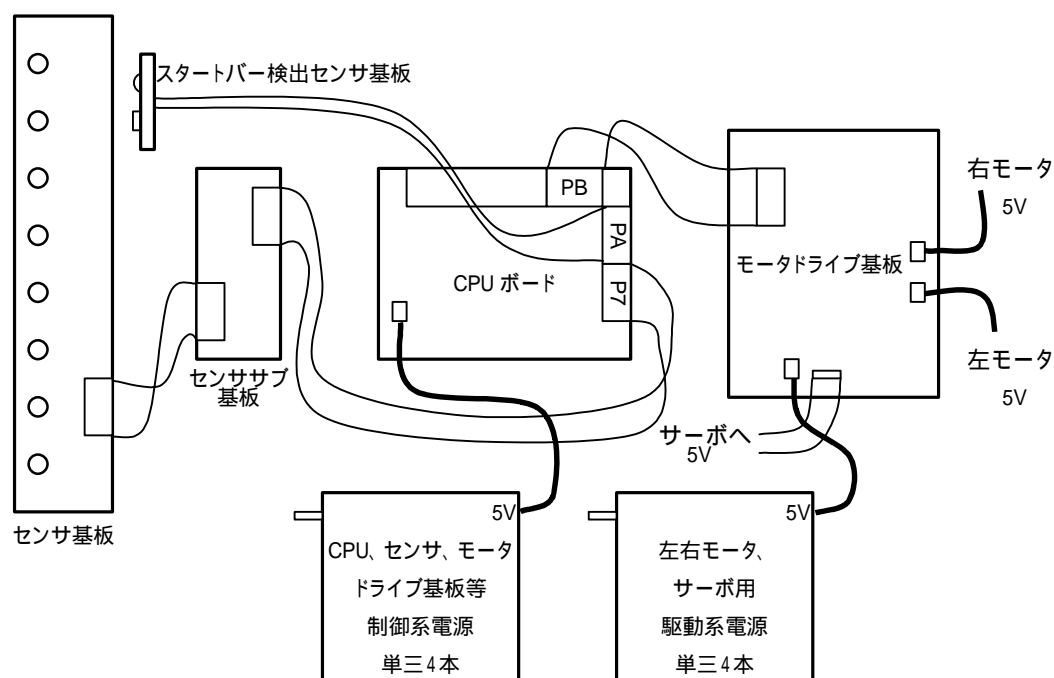 スタートバー検出センサ基板
PB
PA
P7
CPU ボード
右モータ
5V
モータドライブ基板
左モータ
5V
センササブ
基板
サーボへ
5V
センサ基板
5V
CPU、センサ、モータ
ドライブ基板等
制御系電源
単三4本
5V
左右モータ、
サーボ用
駆動系電源
単三4本